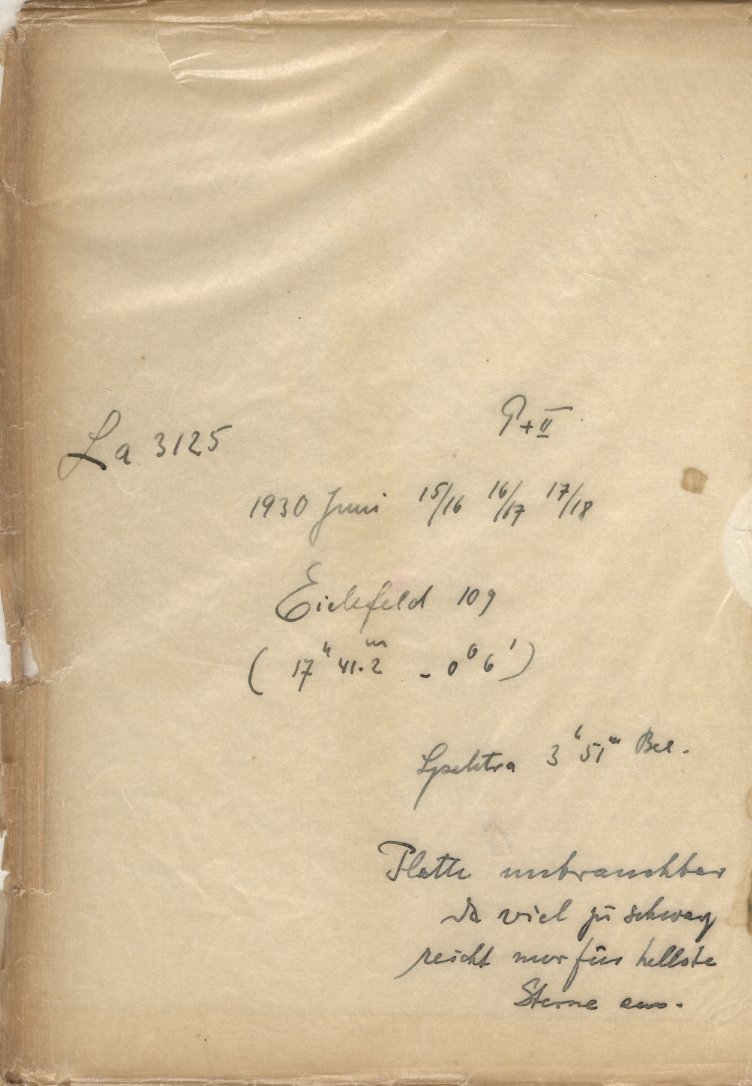 P+II
La 3125
1930 Juni 15/16 16/17 17/18
Eichfeld 109
( 17h 41.2m - 0° 6' )
Spektra 3h 51m Bel.
Platte unbrauchbar
da viel zu schwarz
reicht nur für hellste
Sterne aus.